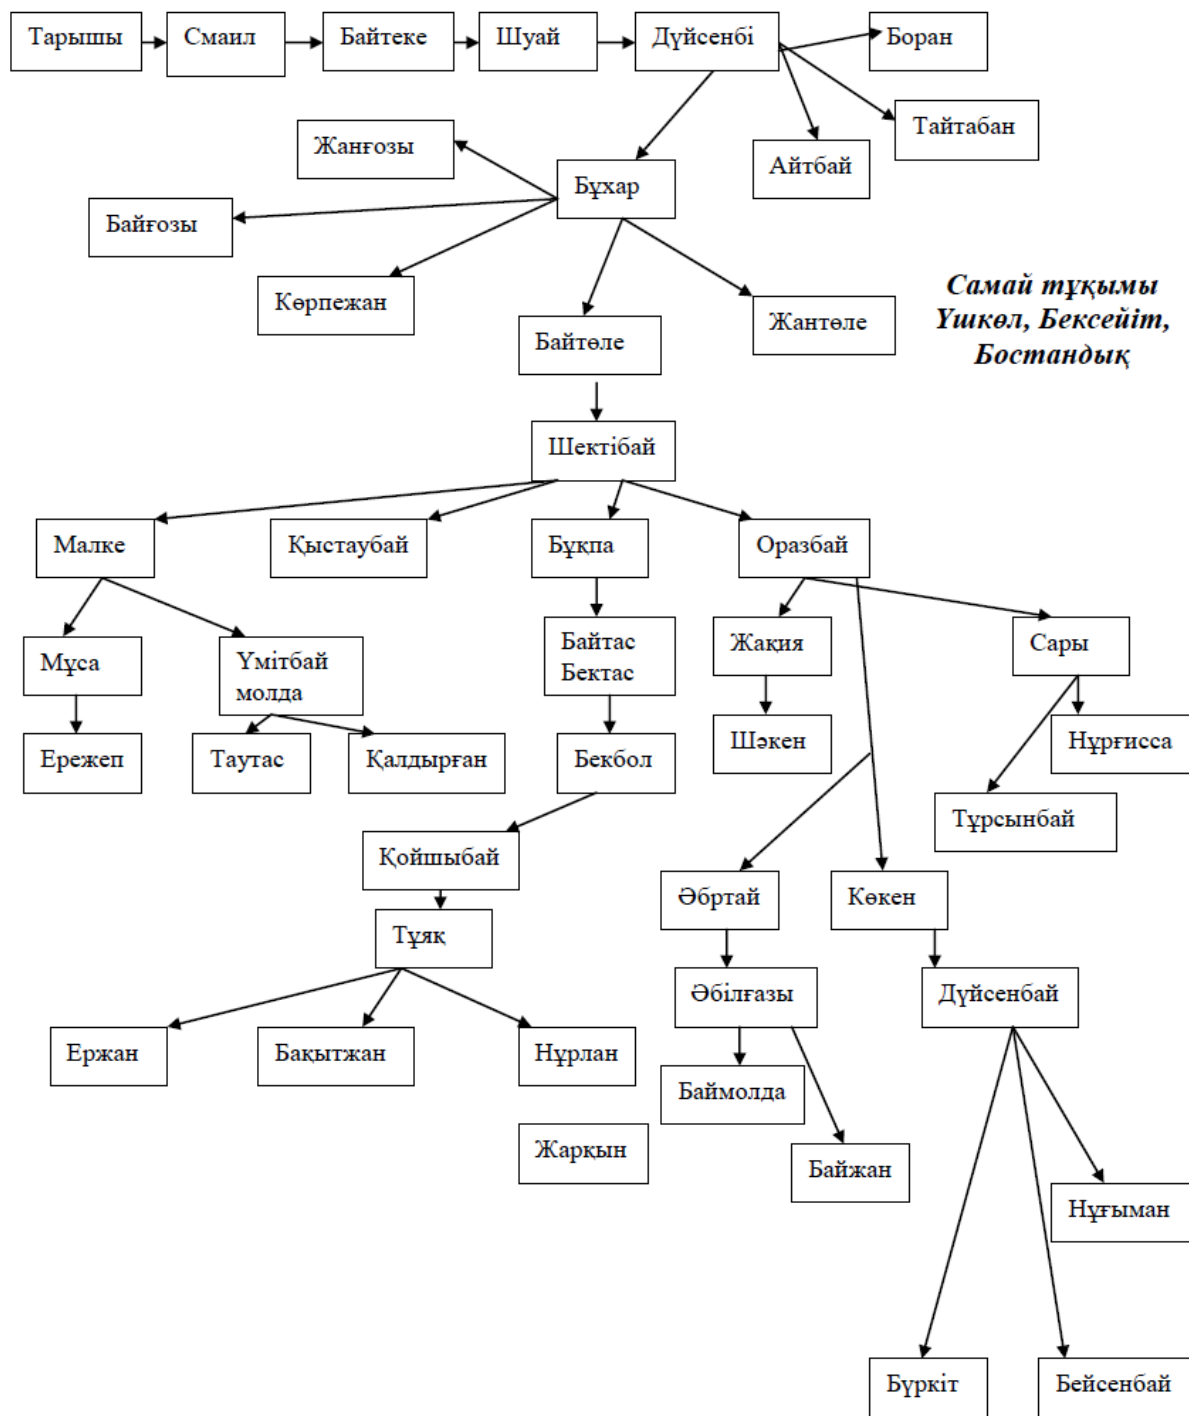 Тарышы
Смаил
Байтеке
Шуай
Дүйсенбі
Боран
Тайтабан
Жанғозы
Айтбай
Бұхар
Байғозы
Көрпежан
Жантөле
Самай тұқымы
Үшкөл, Бексейіт,
Бостандық
Байтөле
Шектібай
Малке
Қыстаубай
Бұқпа
Оразбай
Мұса
Үмітбай
молда
Байтас
Бектас
Жақия
Сары
Ережеп
Таутас
Қалдырған
Бекбол
Шәкен
Нұрғисса
Тұрсынбай
Қойшыбай
Әбртай
Көкен
Тұяқ
Әбілғазы
Дүйсенбай
Ержан
Бақытжан
Нұрлан
Баймолда
Жарқын
Байжан
Нұғыман
Бүркіт
Бейсенбай